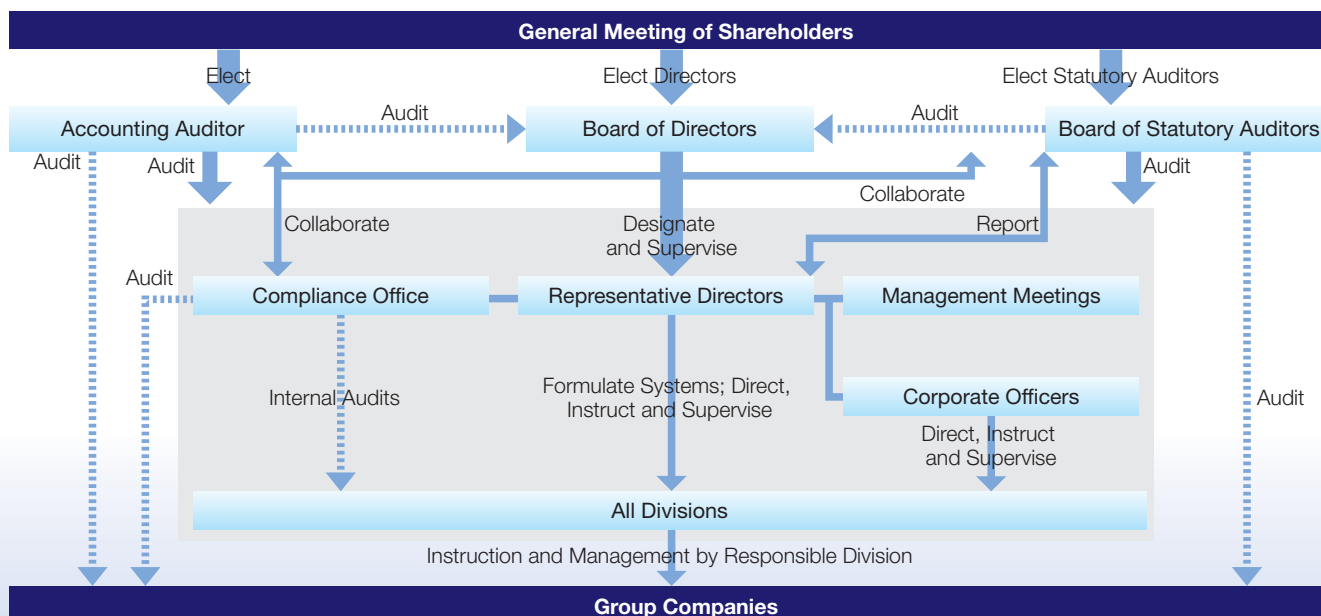 General Meeting of Shareholders
Elect
Elect Directors
Elect Statutory Auditors
Accounting Auditor
Audit
Board of Directors
Audit
Board of Statutory Auditors
Audit
Audit
Audit
Collaborate
Collaborate
Designate
and Supervise
Report
Audit
Compliance Office
Representative Directors
Management Meetings
Internal Audits
Formulate Systems; Direct,
Instruct and Supervise
Corporate Officers
Audit
Direct, Instruct
and Supervise
All Divisions
Instruction and Management by Responsible Division
Group Companies